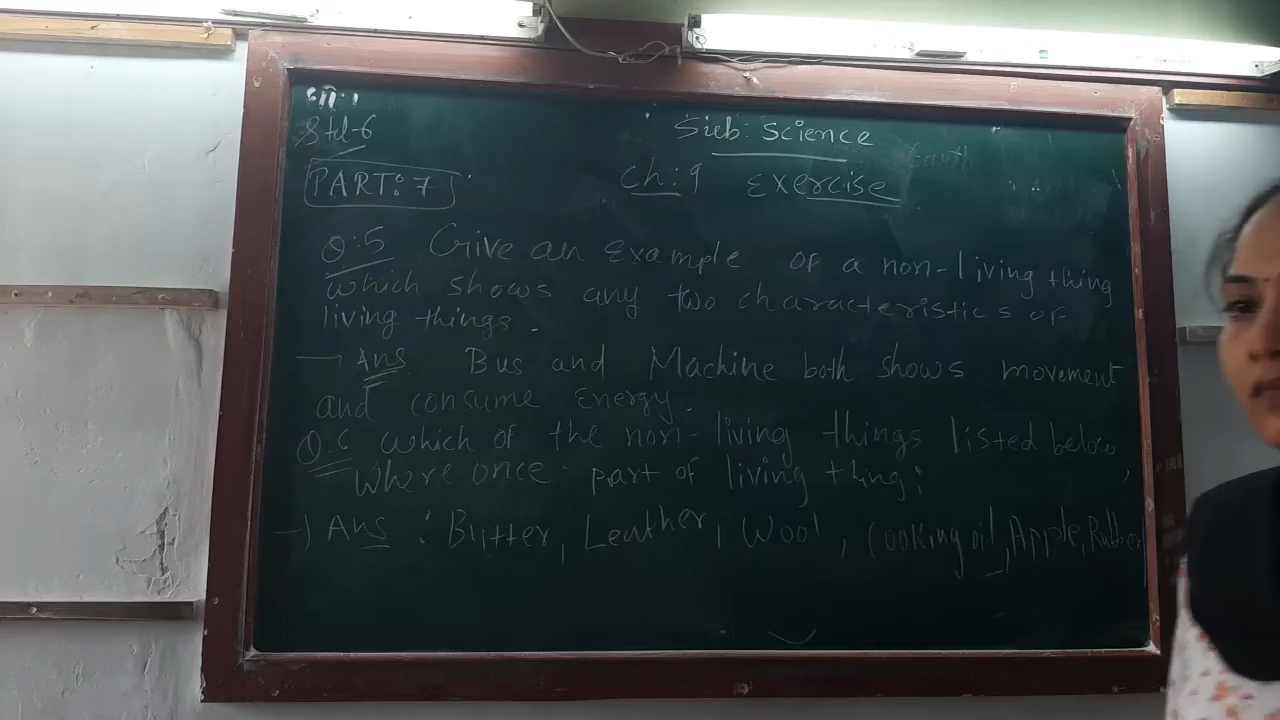 Std-6
Sub: Science
PART: 7
Ch: 9 Exercise
Q:5 Give an Example of a non-living thing
which shows any two characteristics of
living things.
→ Ans Bus and Machine both shows movement
and consume Energy.
Q.6 which of the non-living things listed below
where once part of living thing:
→ Ans : Butter, Leather, Wool, Cooking oil, Apple, Rubber